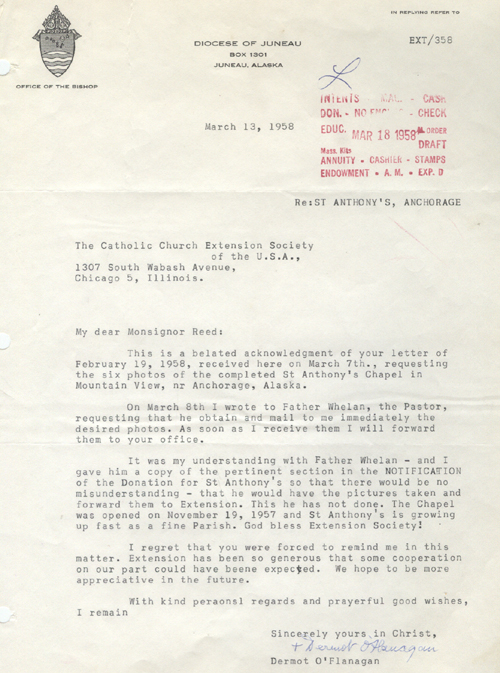 IN REPLYING REFER TO
DIOCESE OF JUNEAU
BOX 1301
JUNEAU, ALASKA
EXT/358
OFFICE OF THE BISHOP
March 13, 1958
INTENTS - MAIL - CASH
DON. - NO - CHECK
EDUC. MAR 18 1958 M. ORDER
Mass. Kits DRAFT
ANNUITY - CASHIER - STAMPS
ENDOWMENT - A. M. - EXP. D
Re:ST ANTHONY'S, ANCHORAGE
The Catholic Church Extension Society
of the U.S.A.,
1307 South Wabash Avenue,
Chicago 5, Illinois.
My dear Monsignor Reed:
This is a belated acknowledgment of your letter of
February 19, 1958, received here on March 7th., requesting
the six photos of the completed St Anthony's Chapel in
Mountain View, nr Anchorage, Alaska.
On March 8th I wrote to Father Whelan, the Pastor,
requesting that he obtain and mail to me immediately the
desired photos. As soon as I receive them I will forward
them to your office.
It was my understanding with Father Whelan - and I
gave him a copy of the pertinent section in the NOTIFICATION
of the Donation for St Anthony's so that there would be no
misunderstanding - that he would have the pictures taken and
forward them to Extension. This he has not done. The Chapel
was opened on November 19, 1957 and St Anthony's is growing
up fast as a fine Parish. God bless Extension Society!
I regret that you were forced to remind me in this
matter. Extension has been so generous that some cooperation
on our part could have beene expected. We hope to be more
appreciative in the future.
With kind peraonsl regards and prayerful good wishes,
I remain
Sincerely yours in Christ,
+ Dermot O'Flanagan
Dermot O'Flanagan